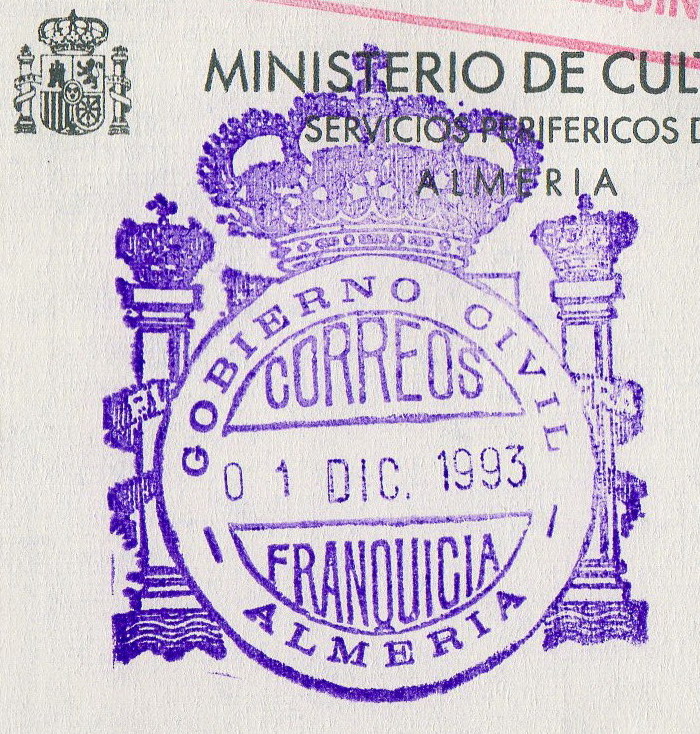 MINISTERIO DE CUL
SERVICIOS PERIFERICOS D
ALMERIA
GOBIERNO CIVIL
CORREOS
01 DIC. 1993
FRANQUICIA
ALMERIA